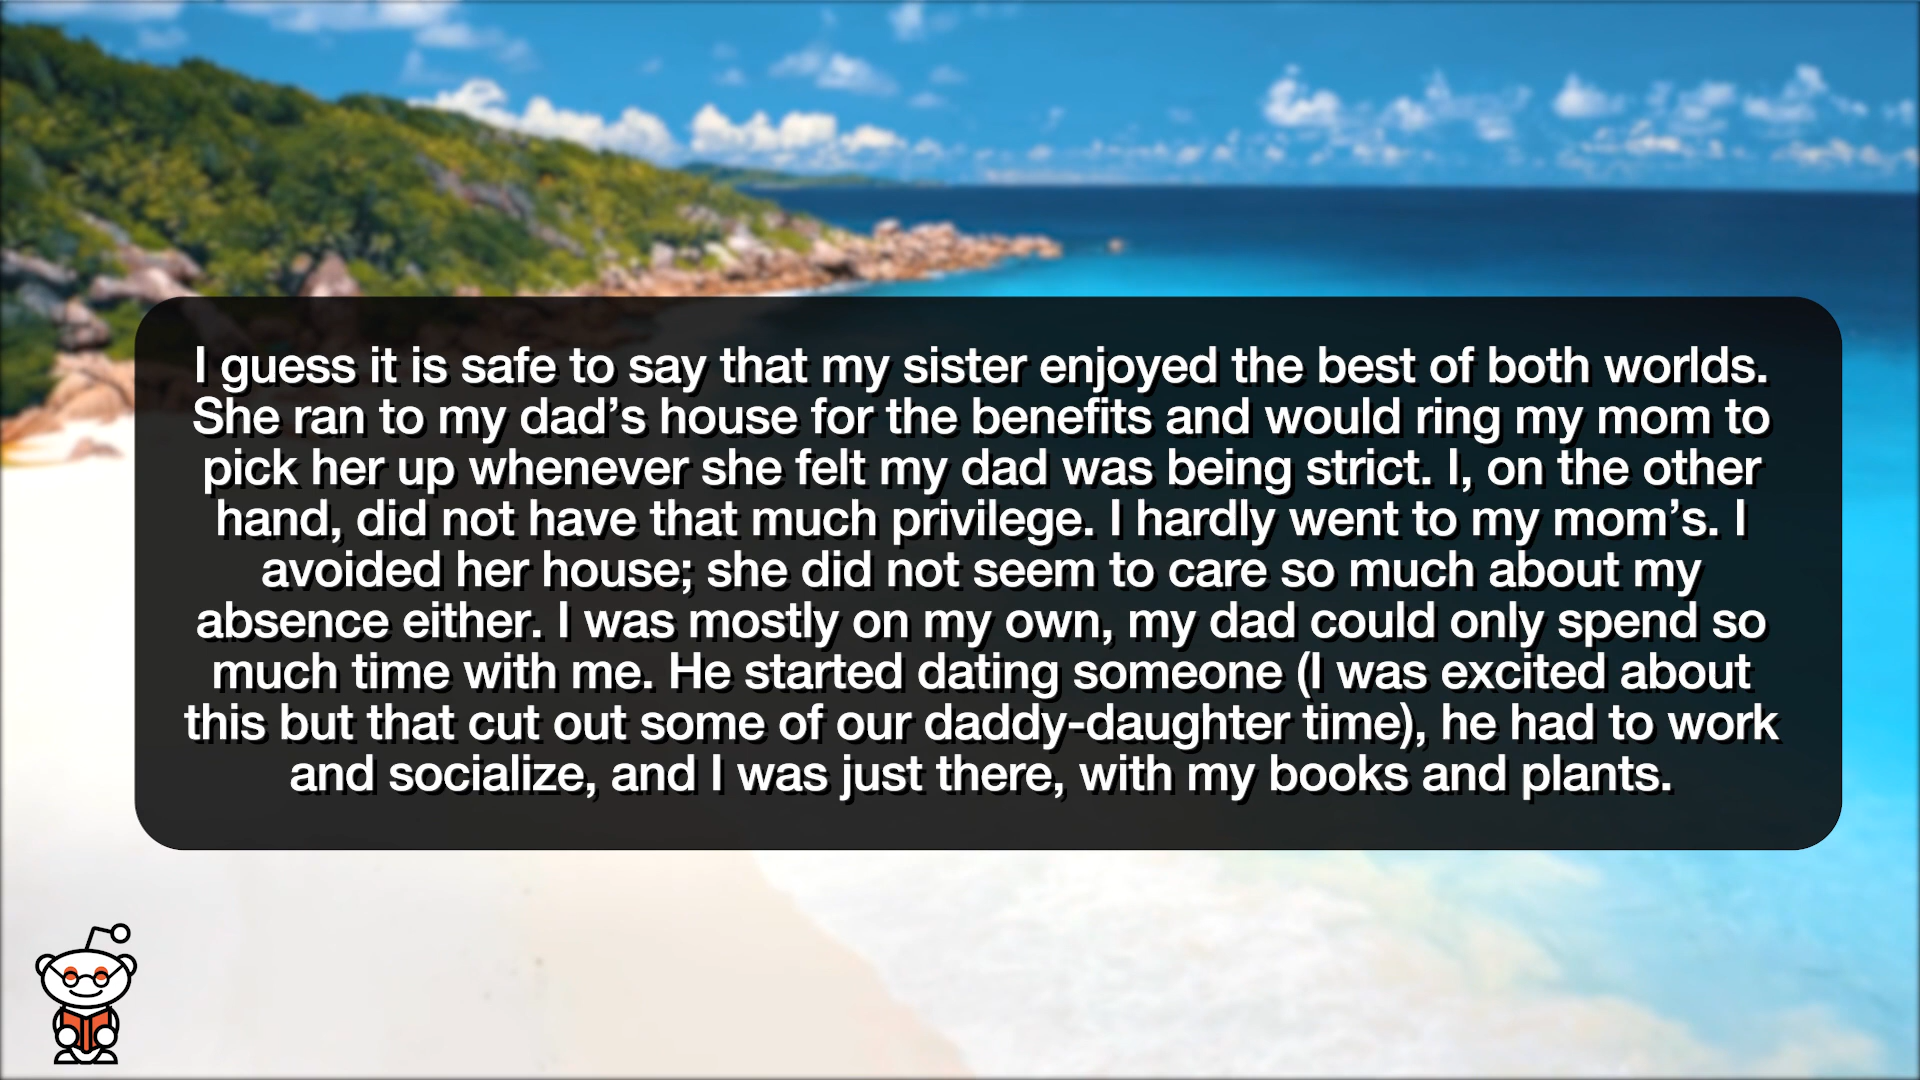 I guess it is safe to say that my sister enjoyed the best of both worlds.
She ran to my dad’s house for the benefits and would ring my mom to
pick her up whenever she felt my dad was being strict. I, on the other
hand, did not have that much privilege. I hardly went to my mom’s. I
avoided her house; she did not seem to care so much about my
absence either. I was mostly on my own, my dad could only spend so
much time with me. He started dating someone (I was excited about
this but that cut out some of our daddy-daughter time), he had to work
and socialize, and I was just there, with my books and plants.